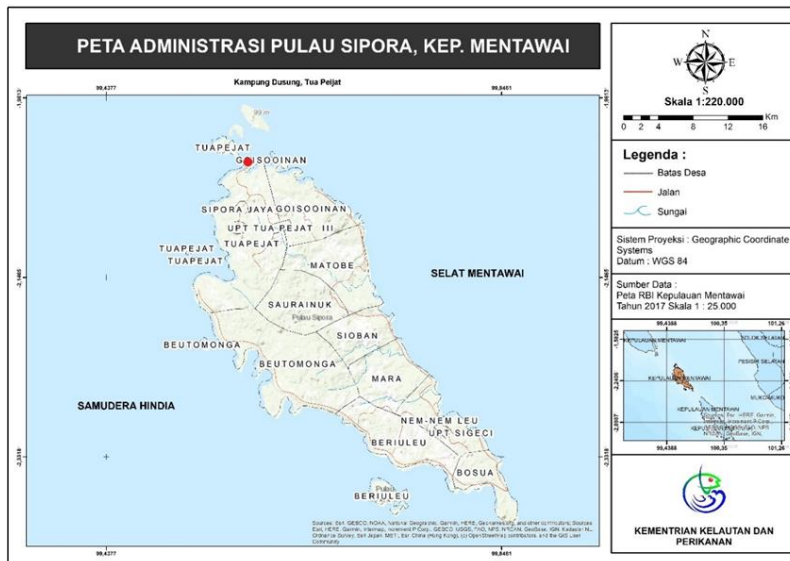 PETA ADMINISTRASI PULAU SIPORA, KEP. MENTAWAI
Kampung Dusung, Tua Pejat
99,4377
99,8461
TUAPEJAT
GOISOOINAN
SIPORA JAYA GOISOOINAN
UPT TUA PEJAT III
TUAPEJAT
TUAPEJAT
TUAPEJAT
MATOBE
SELAT MENTAWAI
SAURAINUK
Pulau Sipora
SIOBAN
BEUTOMONGA
BEUTOMONGA
MARA
SAMUDERA HINDIA
NEM-NEM LEU
UPT SIGECI
BERIULEU
BOSUA
Pulau
BERIULEU
99,4377
99,8461
N
W E
S
Skala 1:220.000
0 2 4 8 12 16
Km
Legenda :
Batas Desa
Jalan
Sungai
Sistem Proyeksi : Geographic Coordinate
Systems
Datum : WGS 84
Sumber Data :
Peta RBI Kepulauan Mentawai
Tahun 2017 Skala 1 : 25.000
KEMENTRIAN KELAUTAN DAN
PERIKANAN